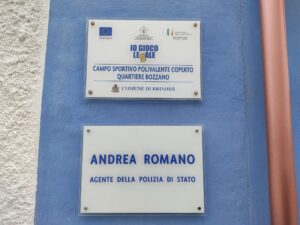 IO GIOCO
LEGALE
CAMPO SPORTIVO POLIVALENTE COPERTO
QUARTIERE BOZZANO
COMUNE DI BRINDISI
ANDREA ROMANO
AGENTE DELLA POLIZIA DI STATO